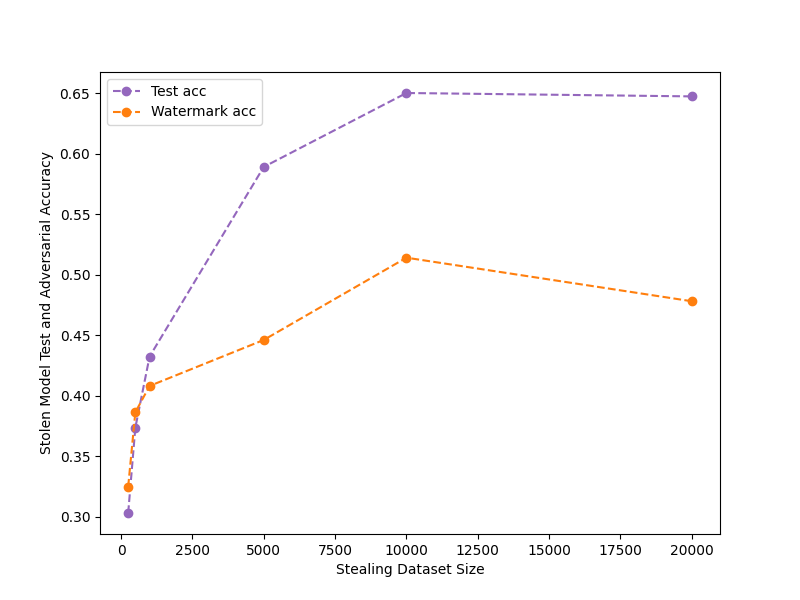 Test acc
Watermark acc
Stolen Model Test and Adversarial Accuracy
0.65
0.60
0.55
0.50
0.45
0.40
0.35
0.30
0 2500 5000 7500 10000 12500 15000 17500 20000
Stealing Dataset Size